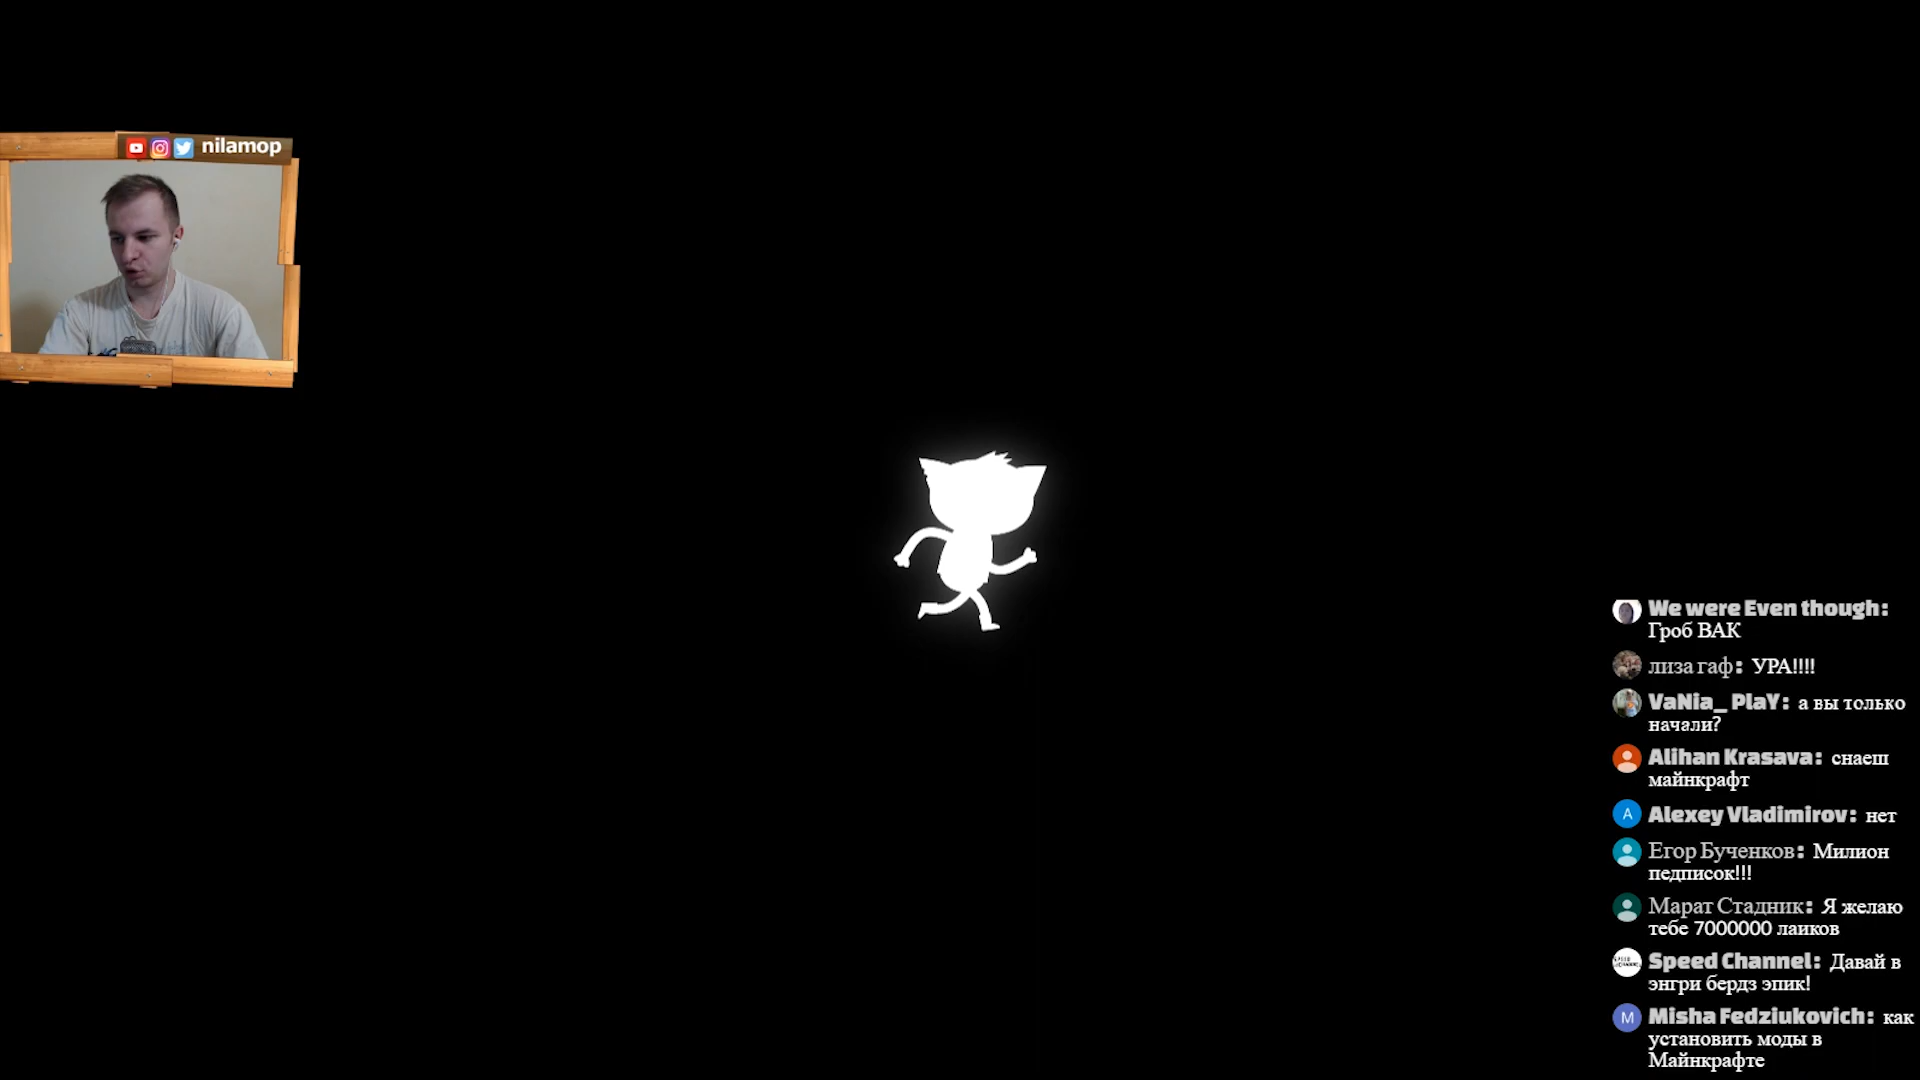 nilamop
We were Even though:
Гроб ВАК
лиза гаф: УРА!!!!
VaNia_ PlaY: а вы только
начали?
Alihan Krasava: снаеш
майнкрафт
A
Alexey Vladimirov: нет
Егор Бученков: Милион
педписок!!!
Марат Стадник: Я желаю
тебе 7000000 лаиков
Speed Channel: Давай в
энгри бердз эпик!
M
Misha Fedziukovich: как
установить моды в
Майнкрафте